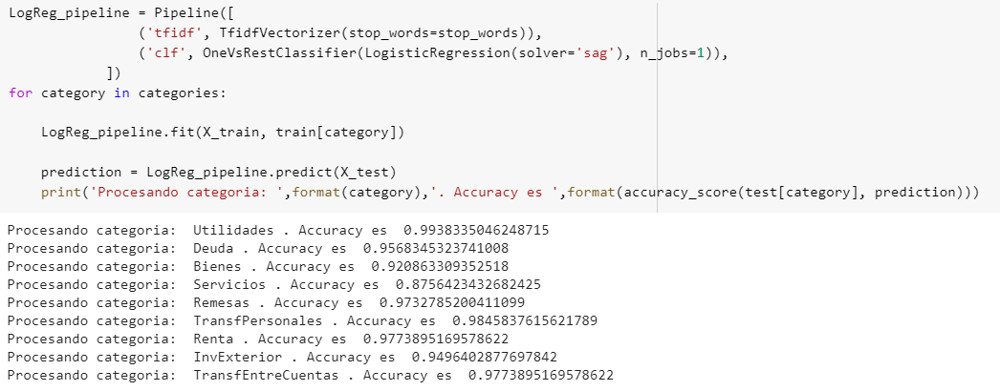 LogReg_pipeline = Pipeline([
                ('tfidf', TfidfVectorizer(stop_words=stop_words)),
                ('clf', OneVsRestClassifier(LogisticRegression(solver='sag'), n_jobs=1)),
            ])
for category in categories:
    LogReg_pipeline.fit(X_train, train[category])
    prediction = LogReg_pipeline.predict(X_test)
    print('Procesando categoria: ',format(category),'. Accuracy es ',format(accuracy_score(test[category], prediction)))
Procesando categoria:  Utilidades . Accuracy es  0.9938335046248715
Procesando categoria:  Deuda . Accuracy es  0.9568345323741008
Procesando categoria:  Bienes . Accuracy es  0.920863309352518
Procesando categoria:  Servicios . Accuracy es  0.8756423432682425
Procesando categoria:  Remesas . Accuracy es  0.9732785200411099
Procesando categoria:  TransfPersonales . Accuracy es  0.9845837615621789
Procesando categoria:  Renta . Accuracy es  0.9773895169578622
Procesando categoria:  InvExterior . Accuracy es  0.9496402877697842
Procesando categoria:  TransfEntreCuentas . Accuracy es  0.9773895169578622